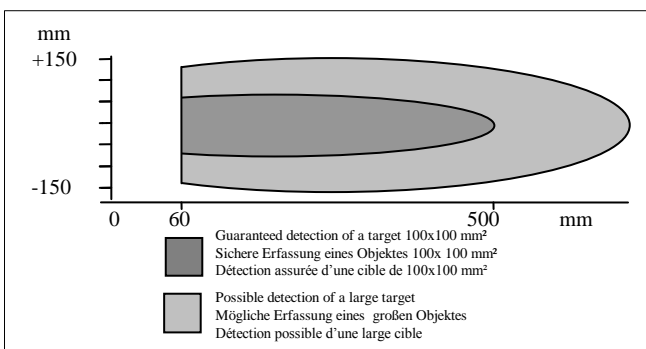 mm
+150
-150
0 60 500 mm
Guaranteed detection of a target 100x100 mm²
Sichere Erfassung eines Objektes 100x 100 mm²
Détection assurée d’une cible de 100x100 mm²
Possible detection of a large target
Mögliche Erfassung eines großen Objektes
Détection possible d’une large cible